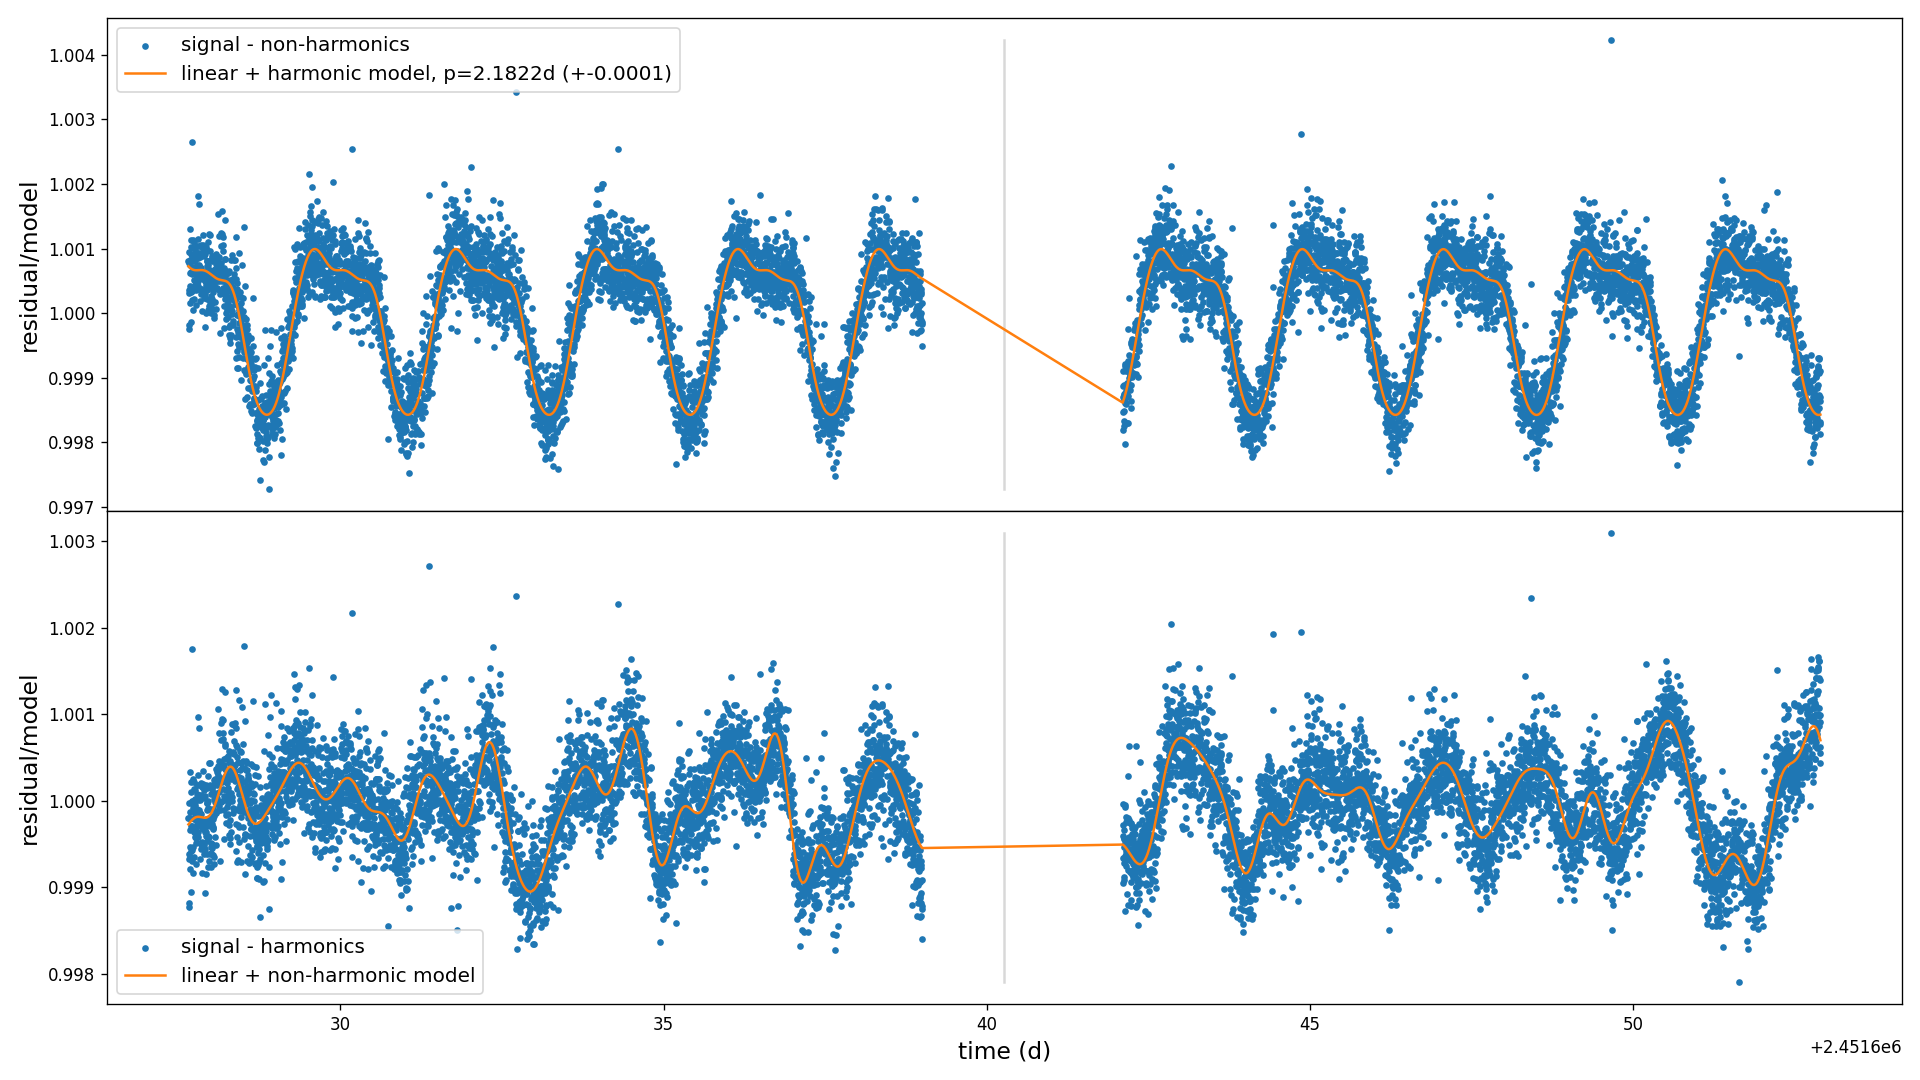 signal - non-harmonics
linear + harmonic model, p=2.1822d (+-0.0001)
1.004
1.003
1.002
1.001
1.000
0.999
0.998
0.997
residual/model
1.003
1.002
1.001
1.000
0.999
0.998
residual/model
signal - harmonics
linear + non-harmonic model
30
35
40
45
50
time (d)
+2.4516e6